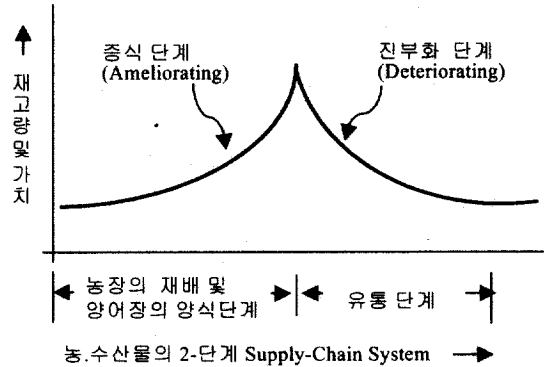 증식 단계
(Ameliorating)
진부화 단계
(Deteriorating)
재고량및가치
농장의 재배 및
양어장의 양식단계
유통 단계
농.수산물의 2-단계 Supply-Chain System